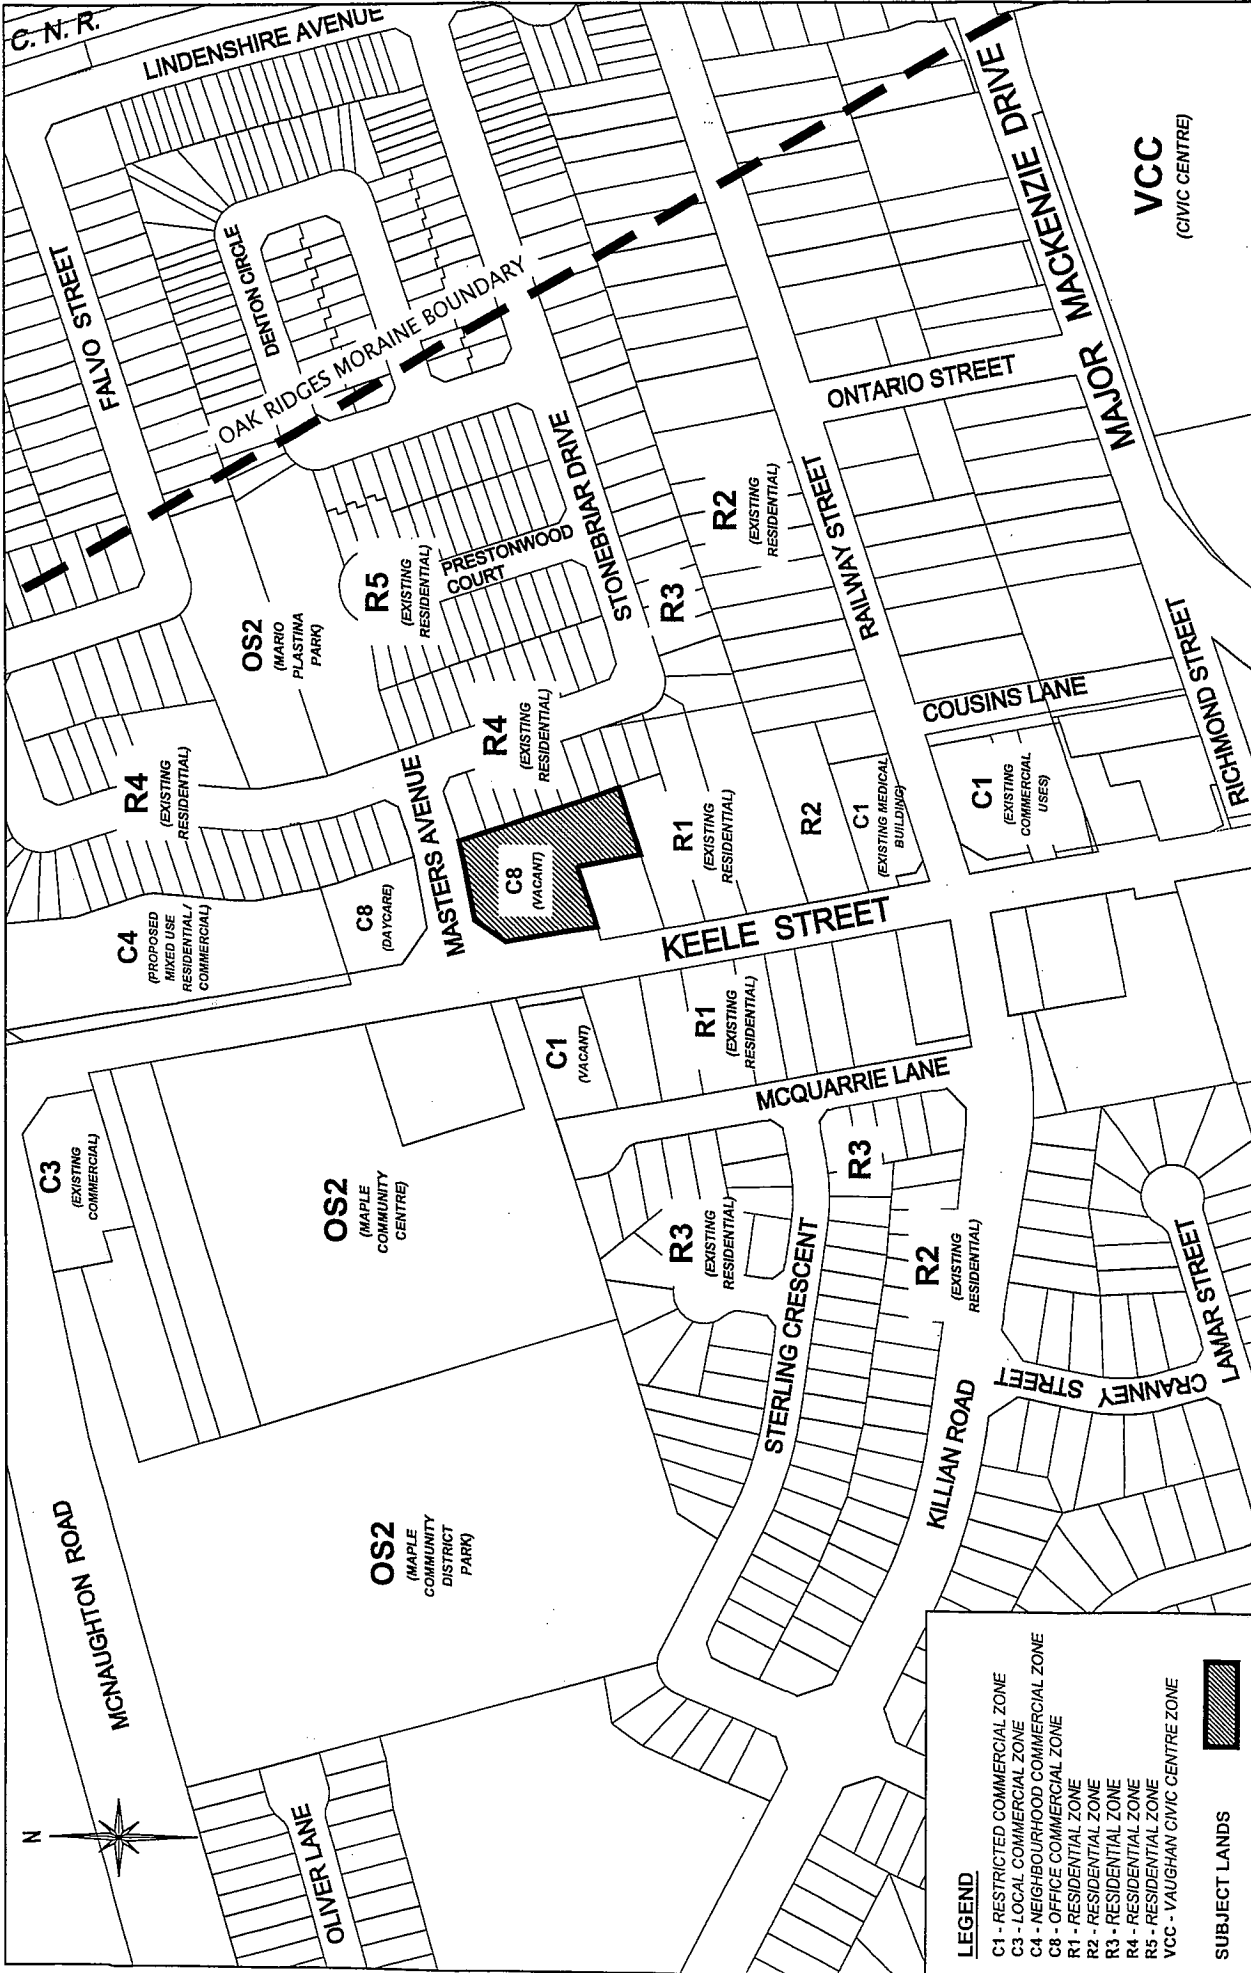 C. N. R.
LINDENSHIRE AVENUE
FALVO STREET
DENTON CIRCLE
OAK RIDGES MORAINE BOUNDARY
MAJOR MACKENZIE DRIVE
VCC
(CIVIC CENTRE)
ONTARIO STREET
STONEBRIAR DRIVE
R2
(EXISTING
RESIDENTIAL)
RAILWAY STREET
PRESTONWOOD
COURT
R5
(EXISTING
RESIDENTIAL)
R3
OS2
(MARIO
PLASTINA
PARK)
R4
(EXISTING
RESIDENTIAL)
R4
(EXISTING
RESIDENTIAL)
MASTERS AVENUE
COUSINS LANE
RICHMOND STREET
C1
(EXISTING
COMMERCIAL
USES)
R2
C1
(EXISTING MEDICAL
BUILDING)
R1
(EXISTING
RESIDENTIAL)
C8
(VACANT)
C8
(DAYCARE)
C4
(PROPOSED
MIXED USE
RESIDENTIAL/
COMMERCIAL)
KEELE STREET
C1
(VACANT)
R1
(EXISTING
RESIDENTIAL)
MCQUARRIE LANE
C3
(EXISTING
COMMERCIAL)
OS2
(MAPLE
COMMUNITY
CENTRE)
R3
(EXISTING
RESIDENTIAL)
R3
R2
(EXISTING
RESIDENTIAL)
STERLING CRESCENT
KILLIAN ROAD
CRANNEY STREET
LAMAR STREET
OS2
(MAPLE
COMMUNITY
DISTRICT
PARK)
MCNAUGHTON ROAD
OLIVER LANE
N
LEGEND
C1 - RESTRICTED COMMERCIAL ZONE
C3 - LOCAL COMMERCIAL ZONE
C4 - NEIGHBOURHOOD COMMERCIAL ZONE
C8 - OFFICE COMMERCIAL ZONE
R1 - RESIDENTIAL ZONE
R2 - RESIDENTIAL ZONE
R3 - RESIDENTIAL ZONE
R4 - RESIDENTIAL ZONE
R5 - RESIDENTIAL ZONE
VCC - VAUGHAN CIVIC CENTRE ZONE
SUBJECT LANDS